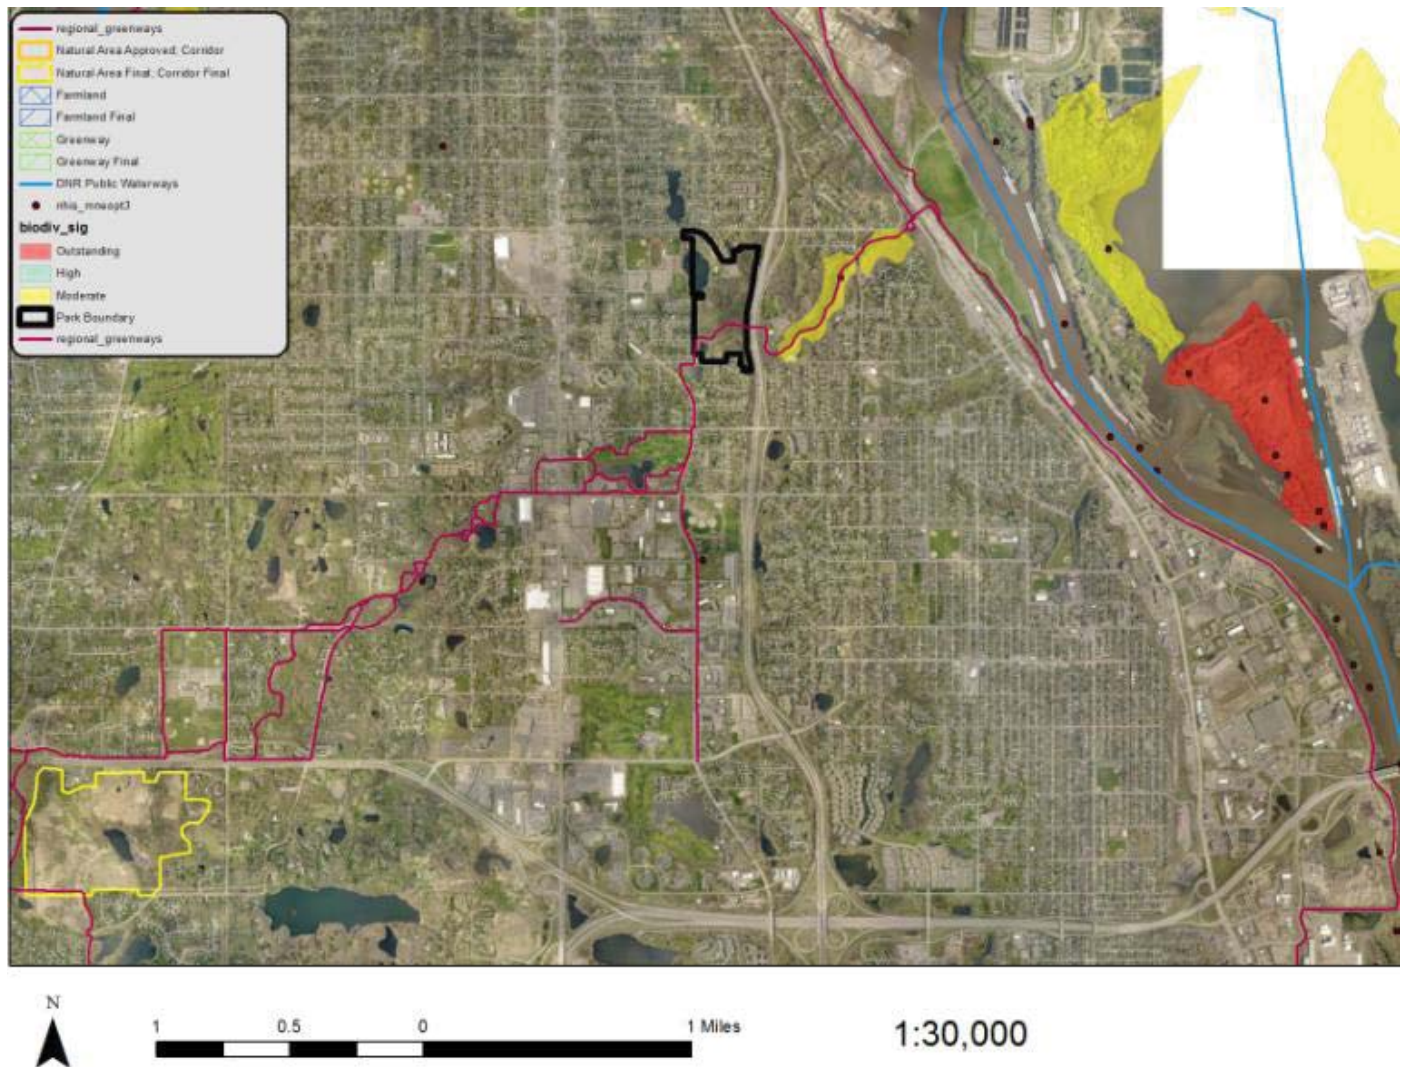 regional_greenways
Natural Area Approved; Corridor
Natural Area Final; Corridor Final
Farmland
Farmland Final
Greenway
Greenway Final
DNR Public Waterways
nhis_mneopt3
biodiv_sig
Outstanding
High
Moderate
Park Boundary
regional_greenways
N
1 0.5 0 1 Miles
1:30,000